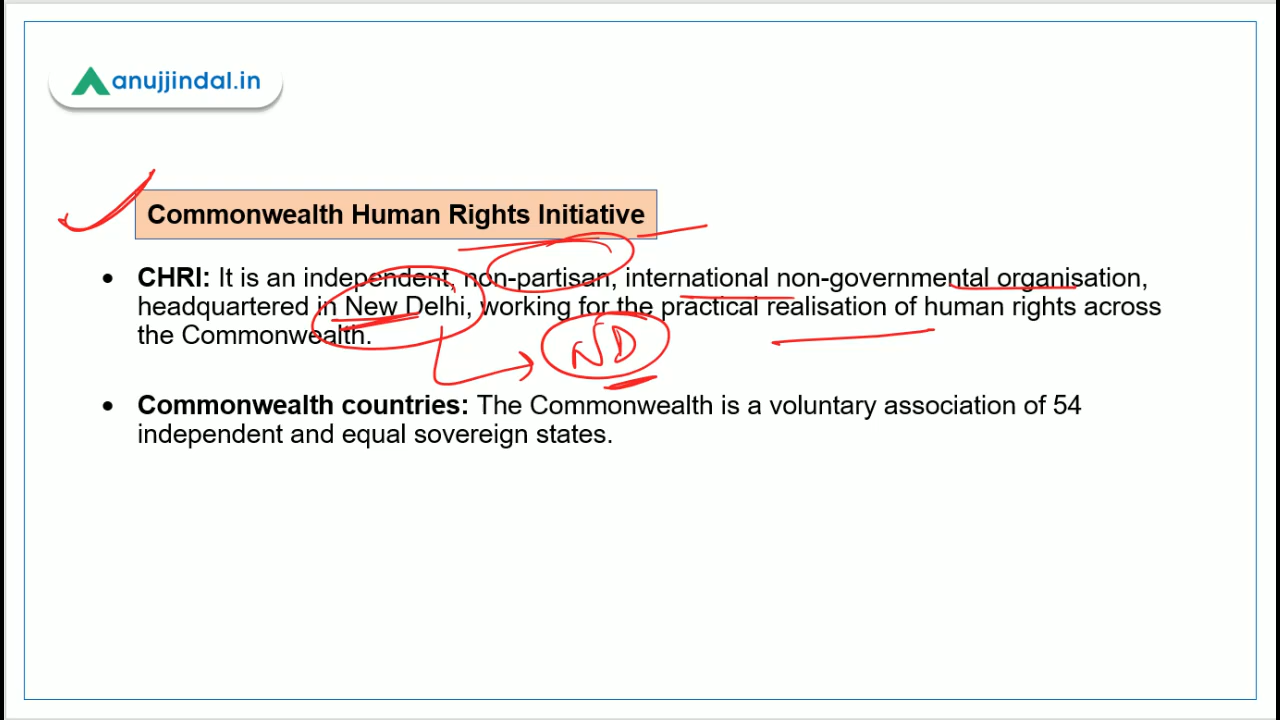 anujjindal.in
Commonwealth Human Rights Initiative
• CHRI: It is an independent, non-partisan, international non-governmental organisation,
headquartered in New Delhi, working for the practical realisation of human rights across
the Commonwealth.
ND
• Commonwealth countries: The Commonwealth is a voluntary association of 54
independent and equal sovereign states.